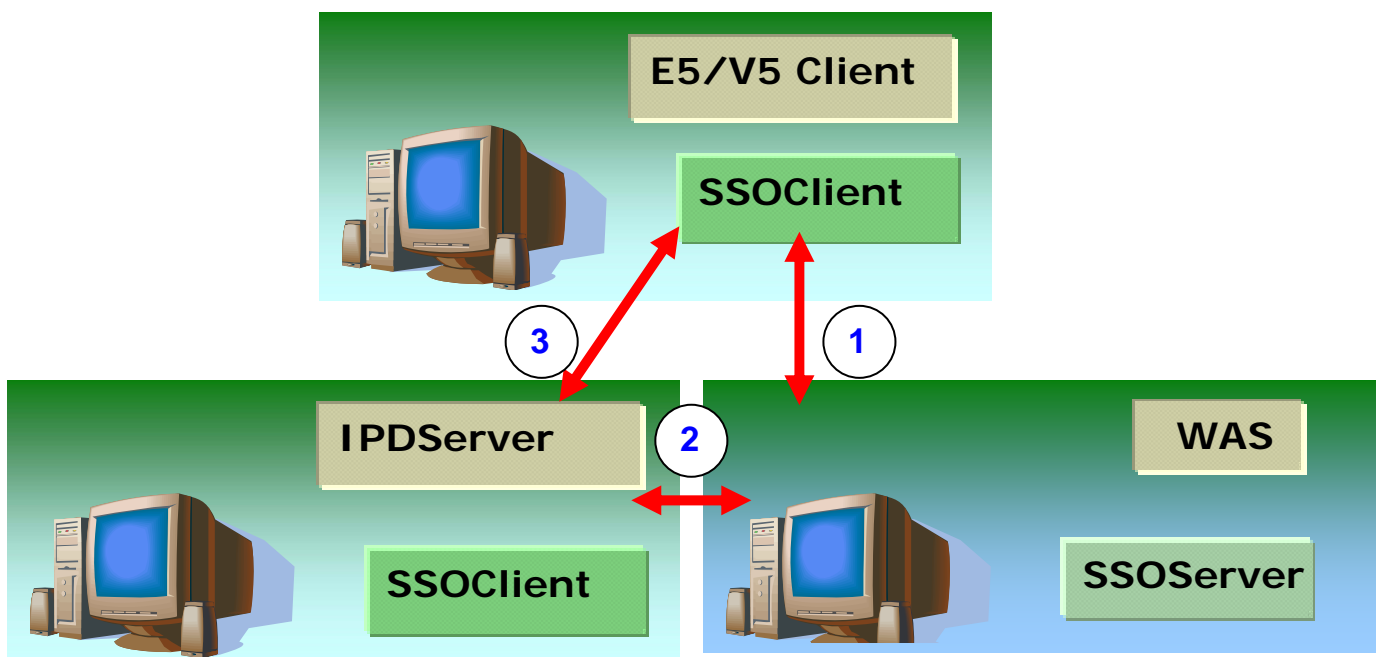 E5/V5 Client
SSOClient
3
1
IPDServer
2
WAS
SSOClient
SSOServer